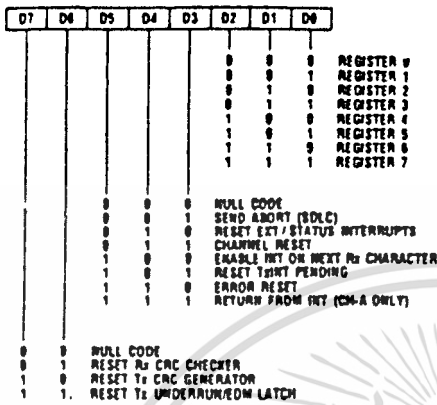 D7 D6 D5 D4 D3 D2 D1 D0
0 0 0 REGISTER 0
0 0 1 REGISTER 1
0 1 0 REGISTER 2
0 1 1 REGISTER 3
1 0 0 REGISTER 4
1 0 1 REGISTER 5
1 1 0 REGISTER 6
1 1 1 REGISTER 7
0 0 0 NULL CODE
0 0 1 SEND ABORT (SDLC)
0 1 0 RESET EXT/STATUS INTERRUPTS
0 1 1 CHANNEL RESET
1 0 0 ENABLE INT ON NEXT Rx CHARACTER
1 0 1 RESET TxINT PENDING
1 1 0 ERROR RESET
1 1 1 RETURN FROM INT (CH-A ONLY)
0 0 NULL CODE
0 1 RESET Rx CRC CHECKER
1 0 RESET Tx CRC GENERATOR
1 1. RESET Tx UNDERRUN/EOM LATCH